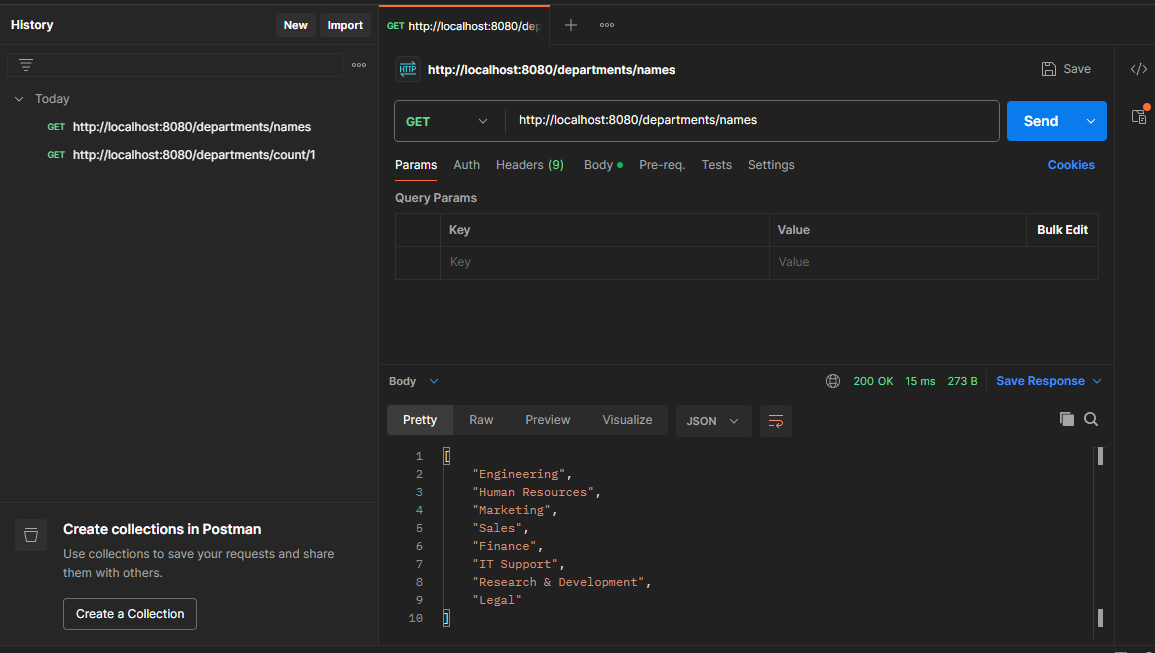 History
New
Import
Today
GET http://localhost:8080/departments/names
GET http://localhost:8080/departments/count/1
Create collections in Postman
Use collections to save your requests and share
them with others.
Create a Collection
GET http://localhost:8080/dep
HTTP http://localhost:8080/departments/names
Save
GET http://localhost:8080/departments/names
Send
Params Auth Headers (9) Body Pre-req. Tests Settings Cookies
Query Params
Key Value Bulk Edit
Key Value
Body 200 OK 15 ms 273 B Save Response
Pretty Raw Preview Visualize JSON
1 [
2 "Engineering",
3 "Human Resources",
4 "Marketing",
5 "Sales",
6 "Finance",
7 "IT Support",
8 "Research & Development",
9 "Legal"
10 ]